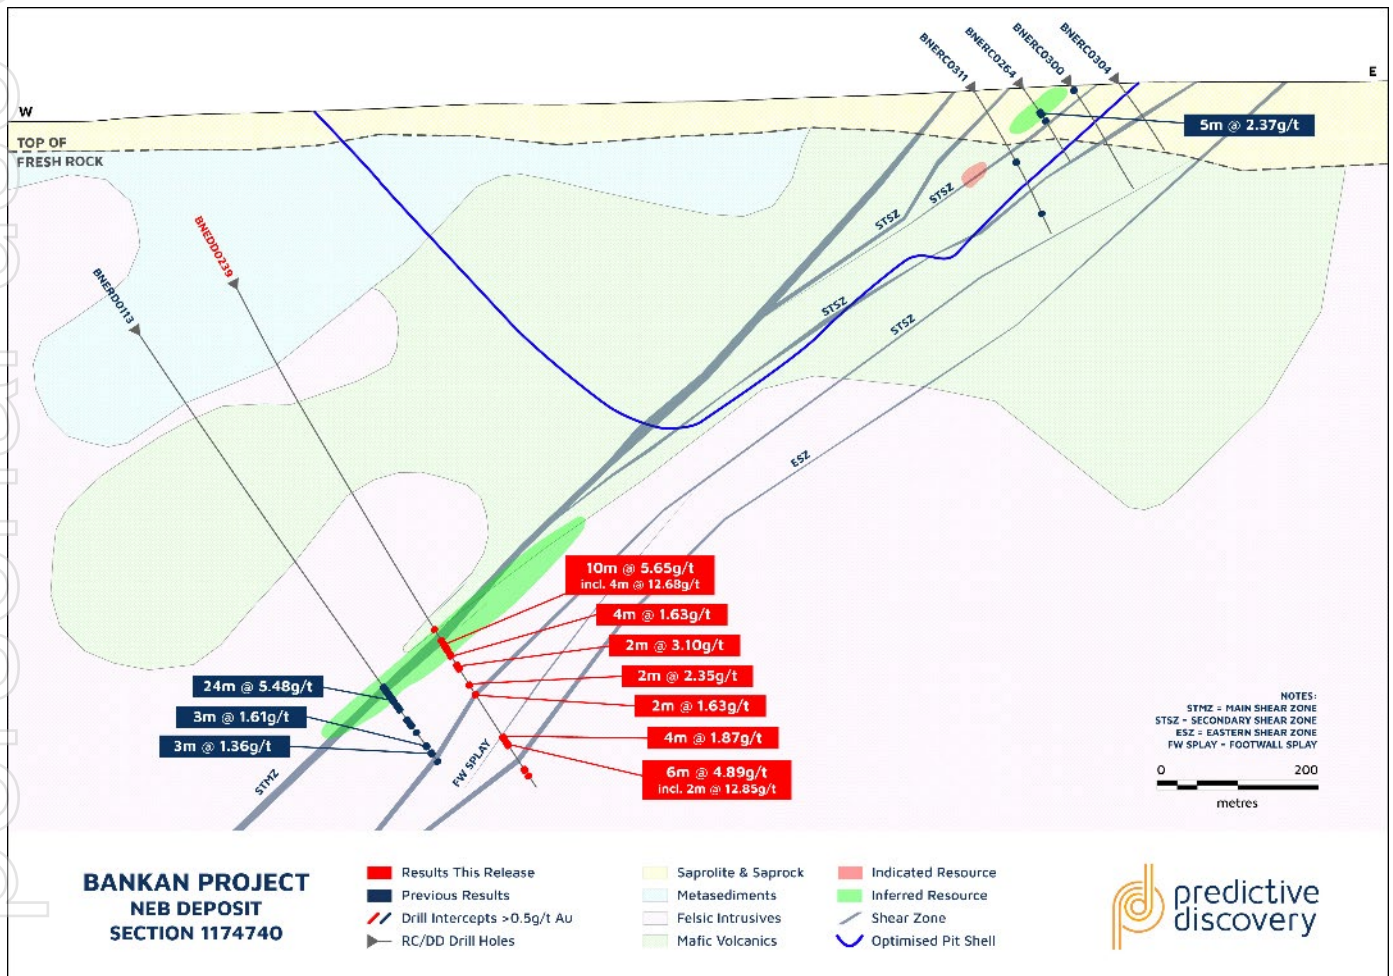 BNERC0311
BNERC0264
BNERC0300
BNERC0304
E
W
TOP OF
FRESH ROCK
5m @ 2.37g/t
BNEDD0239
BNERD0113
STSZ
STSZ
STSZ
STSZ
ESZ
10m @ 5.65g/t
incl. 4m @ 12.68g/t
4m @ 1.63g/t
2m @ 3.10g/t
2m @ 2.35g/t
2m @ 1.63g/t
4m @ 1.87g/t
6m @ 4.89g/t
incl. 2m @ 12.85g/t
24m @ 5.48g/t
3m @ 1.61g/t
3m @ 1.36g/t
STMZ
FW SPLAY
NOTES:
STMZ = MAIN SHEAR ZONE
STSZ = SECONDARY SHEAR ZONE
ESZ = EASTERN SHEAR ZONE
FW SPLAY = FOOTWALL SPLAY
0 200
metres
BANKAN PROJECT
NEB DEPOSIT
SECTION 1174740
Results This Release
Previous Results
Drill Intercepts >0.5g/t Au
RC/DD Drill Holes
Saprolite & Saprock
Metasediments
Felsic Intrusives
Mafic Volcanics
Indicated Resource
Inferred Resource
Shear Zone
Optimised Pit Shell
predictive
discovery